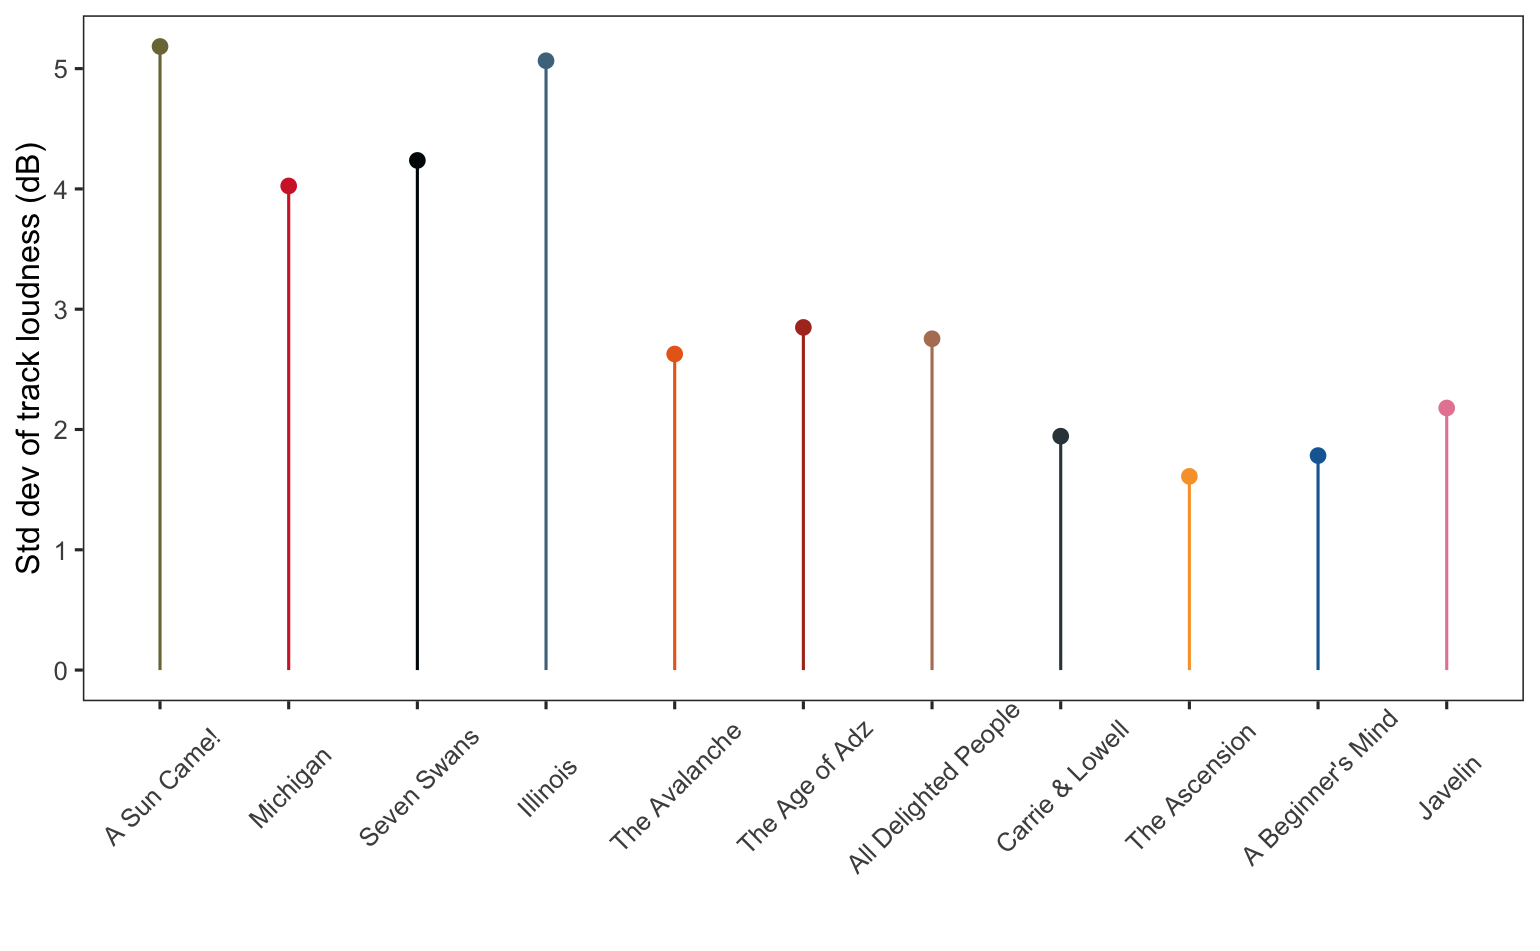 Std dev of track loudness (dB)
5
4
3
2
1
0
A Sun Came!
Michigan
Seven Swans
Illinois
The Avalanche
The Age of Adz
All Delighted People
Carrie & Lowell
The Ascension
A Beginner's Mind
Javelin